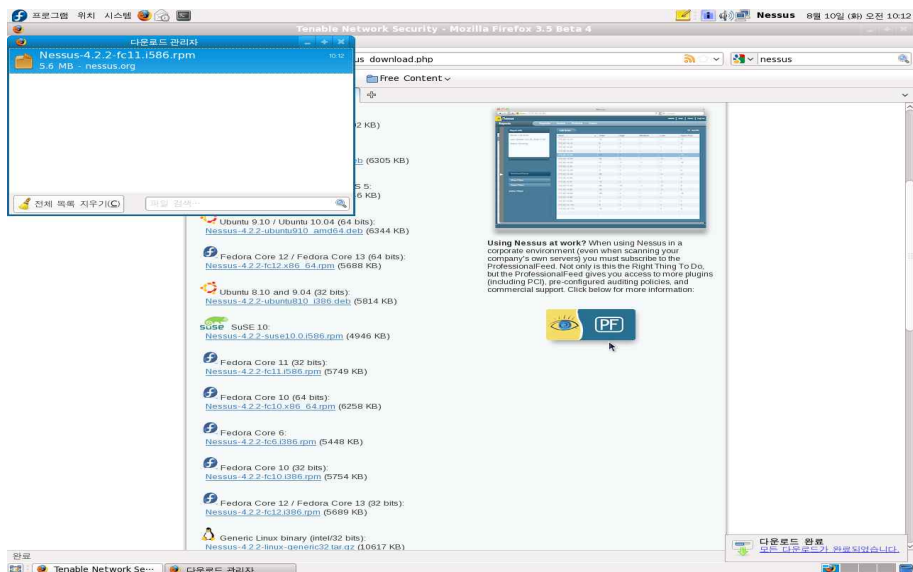 프로그램 위치 시스템
Nessus 8월 10일 (화) 오전 10:12
Tenable Network Security - Mozilla Firefox 3.5 Beta 4
다운로드 관리자
Nessus-4.2.2-fc11.i586.rpm 10:12
5.6 MB - nessus.org
us_download.php
nessus
Free Content
2 KB)
eb (6305 KB)
S 5:
6 KB)
전체 목록 지우기(C)
파일 검색...
Ubuntu 9.10 / Ubuntu 10.04 (64 bits):
Nessus-4.2.2-ubuntu910_amd64.deb (6344 KB)
Fedora Core 12 / Fedora Core 13 (64 bits):
Nessus-4.2.2-fc12.x86_64.rpm (5688 KB)
Ubuntu 8.10 and 9.04 (32 bits):
Nessus-4.2.2-ubuntu810_i386.deb (5814 KB)
SUSE SuSE 10:
Nessus-4.2.2-suse10.0.i586.rpm (4946 KB)
Fedora Core 11 (32 bits):
Nessus-4.2.2-fc11.i586.rpm (5749 KB)
Fedora Core 10 (64 bits):
Nessus-4.2.2-fc10.x86_64.rpm (6258 KB)
Fedora Core 6:
Nessus-4.2.2-fc6.i386.rpm (5448 KB)
Fedora Core 10 (32 bits):
Nessus-4.2.2-fc10.i386.rpm (5754 KB)
Fedora Core 12 / Fedora Core 13 (32 bits):
Nessus-4.2.2-fc12.i386.rpm (5689 KB)
Generic Linux binary (intel/32 bits):
Nessus-4.2.2-linux-generic32.tar.gz (10617 KB)
Using Nessus at work? When using Nessus in a
corporate environment (even when scanning your
company's own servers) you must subscribe to the
ProfessionalFeed. Not only is this the Right Thing To Do,
but the ProfessionalFeed gives you access to more plugins
(including PCI), pre-configured auditing policies, and
commercial support. Click below for more information:
PF
다운로드 완료
모든 다운로드가 완료되었습니다.
완료
Tenable Network Se...
다운로드 관리자